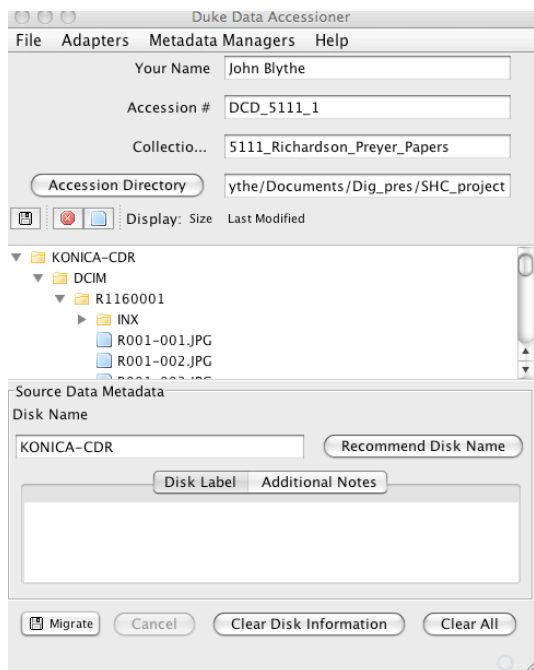 Duke Data Accessioner
File Adapters Metadata Managers Help
Your Name John Blythe
Accession # DCD_5111_1
Collectio... 5111_Richardson_Preyer_Papers
Accession Directory ythe/Documents/Dig_pres/SHC_project
Display: Size Last Modified
KONICA-CDR
DCIM
R1160001
INX
R001-001.JPG
R001-002.JPG
Source Data Metadata
Disk Name
KONICA-CDR Recommend Disk Name
Disk Label Additional Notes
Migrate Cancel Clear Disk Information Clear All